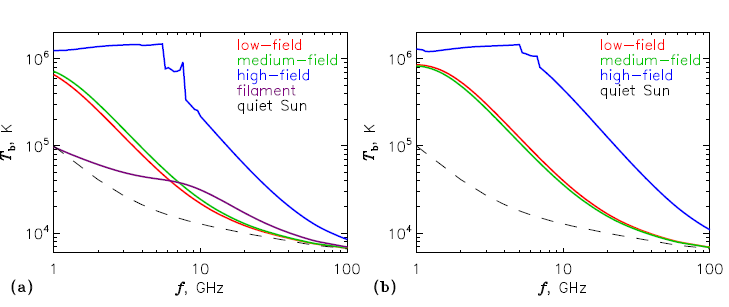 low-field
medium-field
high-field
filament
quiet Sun
10⁶
10⁵
10⁴
T_b, K
1
10
100
f, GHz
(a)
low-field
medium-field
high-field
quiet Sun
10⁶
10⁵
10⁴
T_b, K
1
10
100
f, GHz
(b)